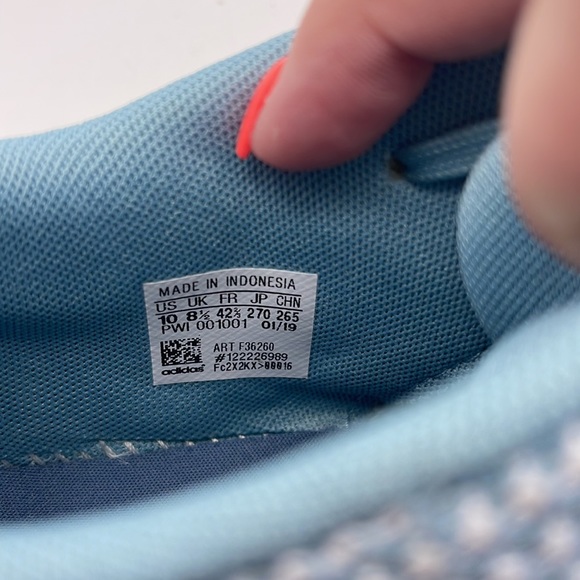 MADE IN INDONESIA
US UK FR JP CHN
10 8½ 42⅔ 270 265
PWI 001001 01/19
ART F36260
#122226989
adidas Fc2X2KX>00016